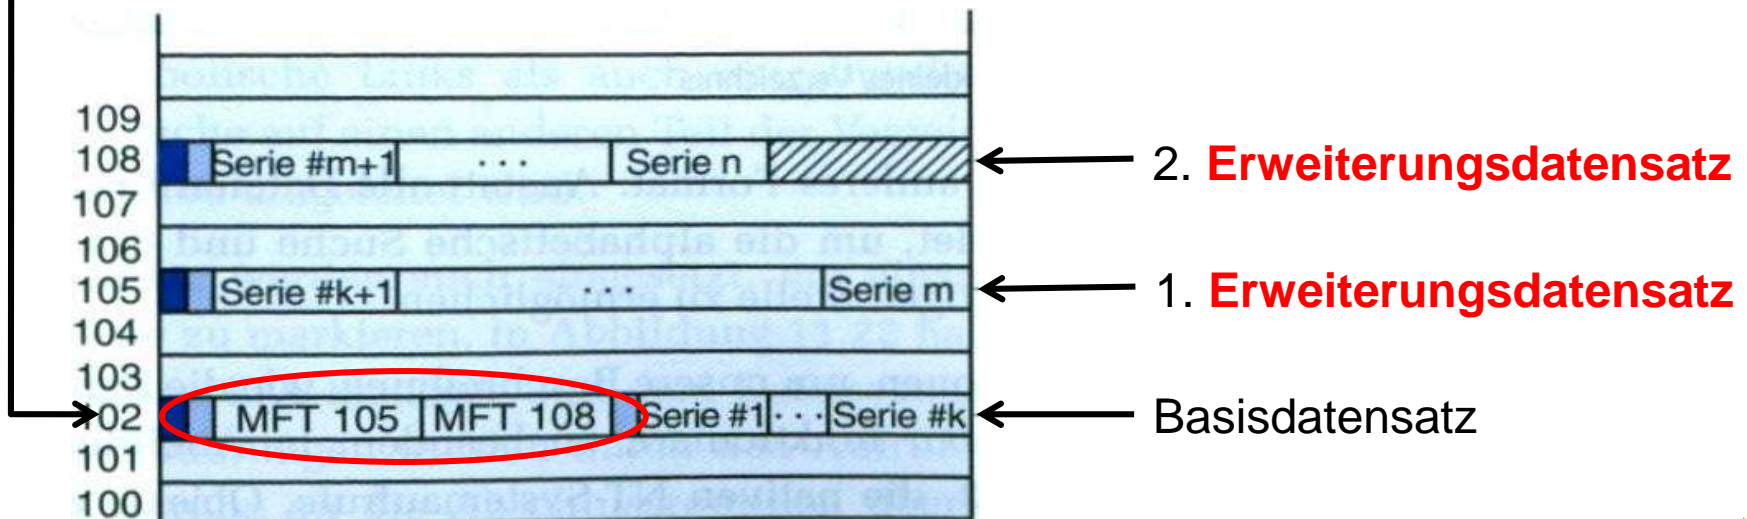 109
108 Serie #m+1 · · · Serie n 2. Erweiterungsdatensatz
107
106
105 Serie #k+1 · · · Serie m 1. Erweiterungsdatensatz
104
103
102 MFT 105 MFT 108 Serie #1 · · · Serie #k Basisdatensatz
101
100